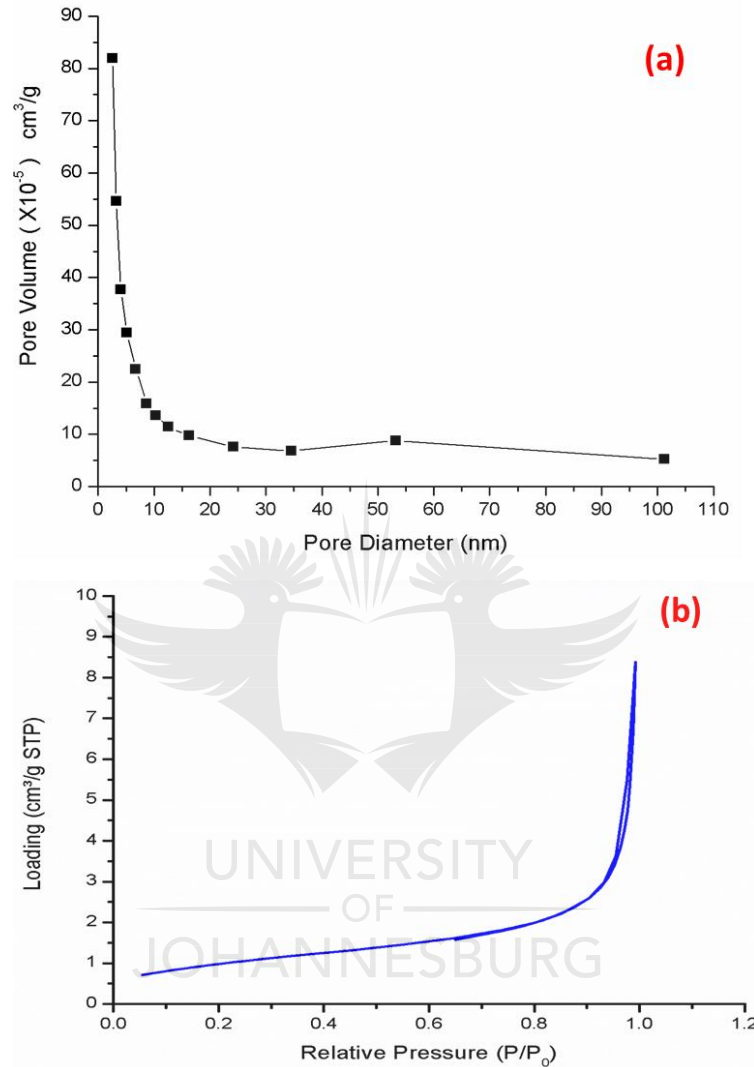 (a)
Pore Volume ( X10⁻⁵ ) cm³/g
90
80
70
60
50
40
30
20
10
0
0 10 20 30 40 50 60 70 80 90 100 110
Pore Diameter (nm)
(b)
Loading (cm³/g STP)
10
9
8
7
6
5
4
3
2
1
0
UNIVERSITY
OF
JOHANNESBURG
0.0 0.2 0.4 0.6 0.8 1.0 1.2
Relative Pressure (P/P₀)